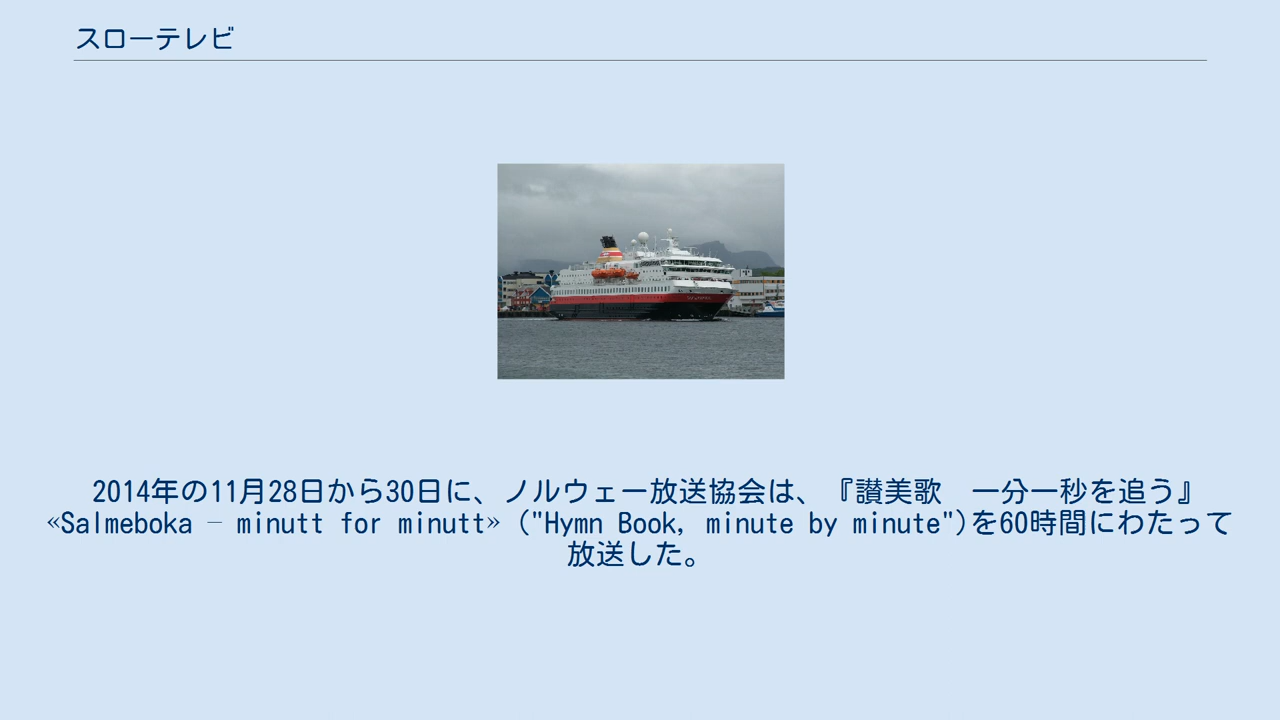 スローテレビ
2014年の11月28日から30日に、ノルウェー放送協会は、『讃美歌　一分一秒を追う』
«Salmeboka – minutt for minutt» ("Hymn Book, minute by minute")を60時間にわたって
放送した。